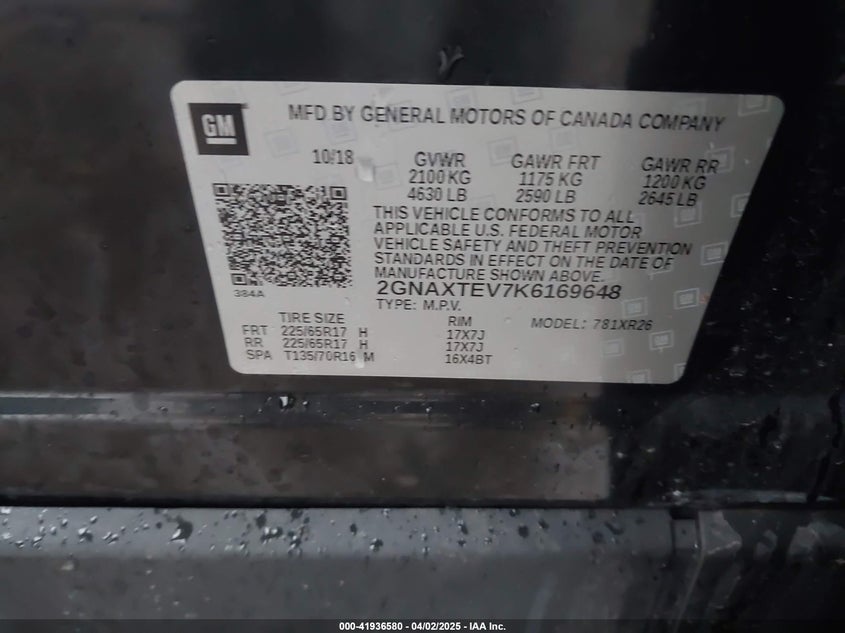 GM
MFD BY GENERAL MOTORS OF CANADA COMPANY
10/18 GVWR GAWR FRT GAWR RR
2100 KG 1175 KG 1200 KG
4630 LB 2590 LB 2645 LB
THIS VEHICLE CONFORMS TO ALL
APPLICABLE U.S. FEDERAL MOTOR
VEHICLE SAFETY AND THEFT PREVENTION
STANDARDS IN EFFECT ON THE DATE OF
MANUFACTURE SHOWN ABOVE.
384A
2GNAXTEV7K6169648
TYPE: M.P.V.
TIRE SIZE RIM MODEL: 781XR26
FRT 225/65R17 H 17X7J
RR 225/65R17 H 17X7J
SPA T135/70R16 M 16X4BT
000-41936580 - 04/02/2025 - IAA Inc.